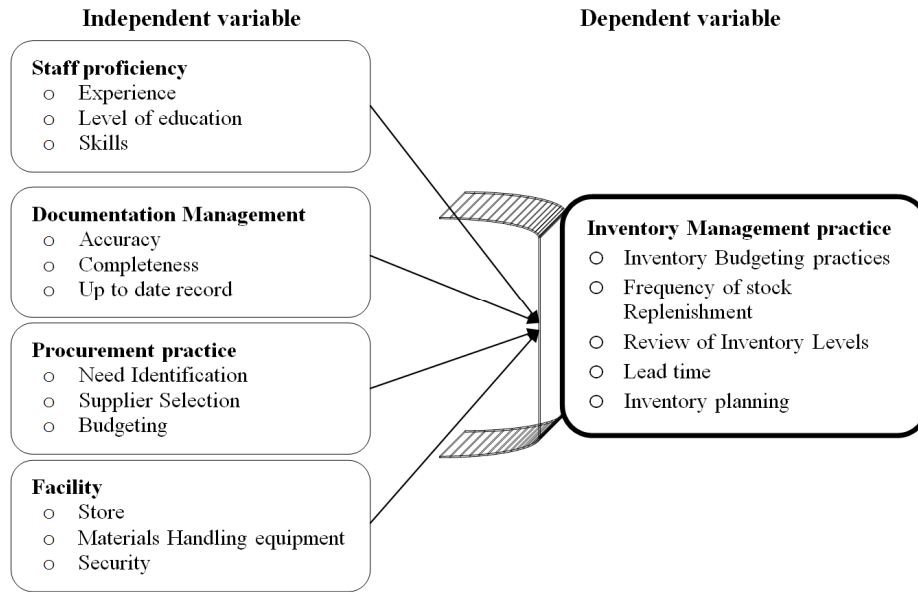 Independent variable
Staff proficiency
o Experience
o Level of education
o Skills
Documentation Management
o Accuracy
o Completeness
o Up to date record
Procurement practice
o Need Identification
o Supplier Selection
o Budgeting
Facility
o Store
o Materials Handling equipment
o Security
Dependent variable
Inventory Management practice
o Inventory Budgeting practices
o Frequency of stock
Replenishment
o Review of Inventory Levels
o Lead time
o Inventory planning